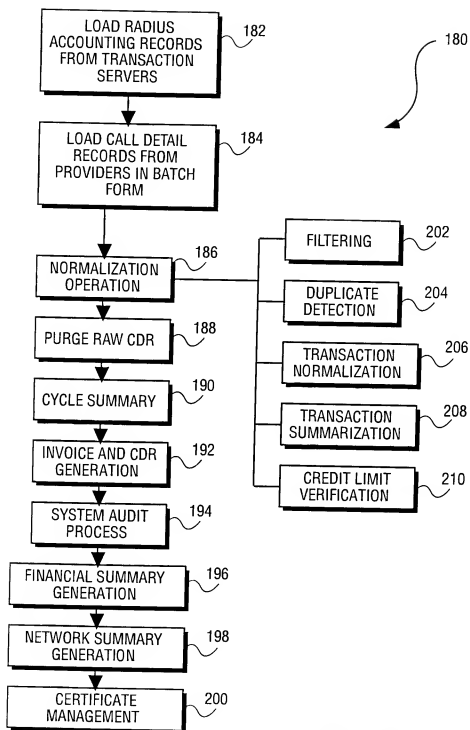 LOAD RADIUS
ACCOUNTING RECORDS
FROM TRANSACTION
SERVERS
182
180
LOAD CALL DETAIL
RECORDS FROM
PROVIDERS IN BATCH
FORM
184
NORMALIZATION
OPERATION
186
PURGE RAW CDR
188
CYCLE SUMMARY
190
INVOICE AND CDR
GENERATION
192
SYSTEM AUDIT
PROCESS
194
FINANCIAL SUMMARY
GENERATION
196
NETWORK SUMMARY
GENERATION
198
CERTIFICATE
MANAGEMENT
200
FILTERING
202
DUPLICATE
DETECTION
204
TRANSACTION
NORMALIZATION
206
TRANSACTION
SUMMARIZATION
208
CREDIT LIMIT
VERIFICATION
210